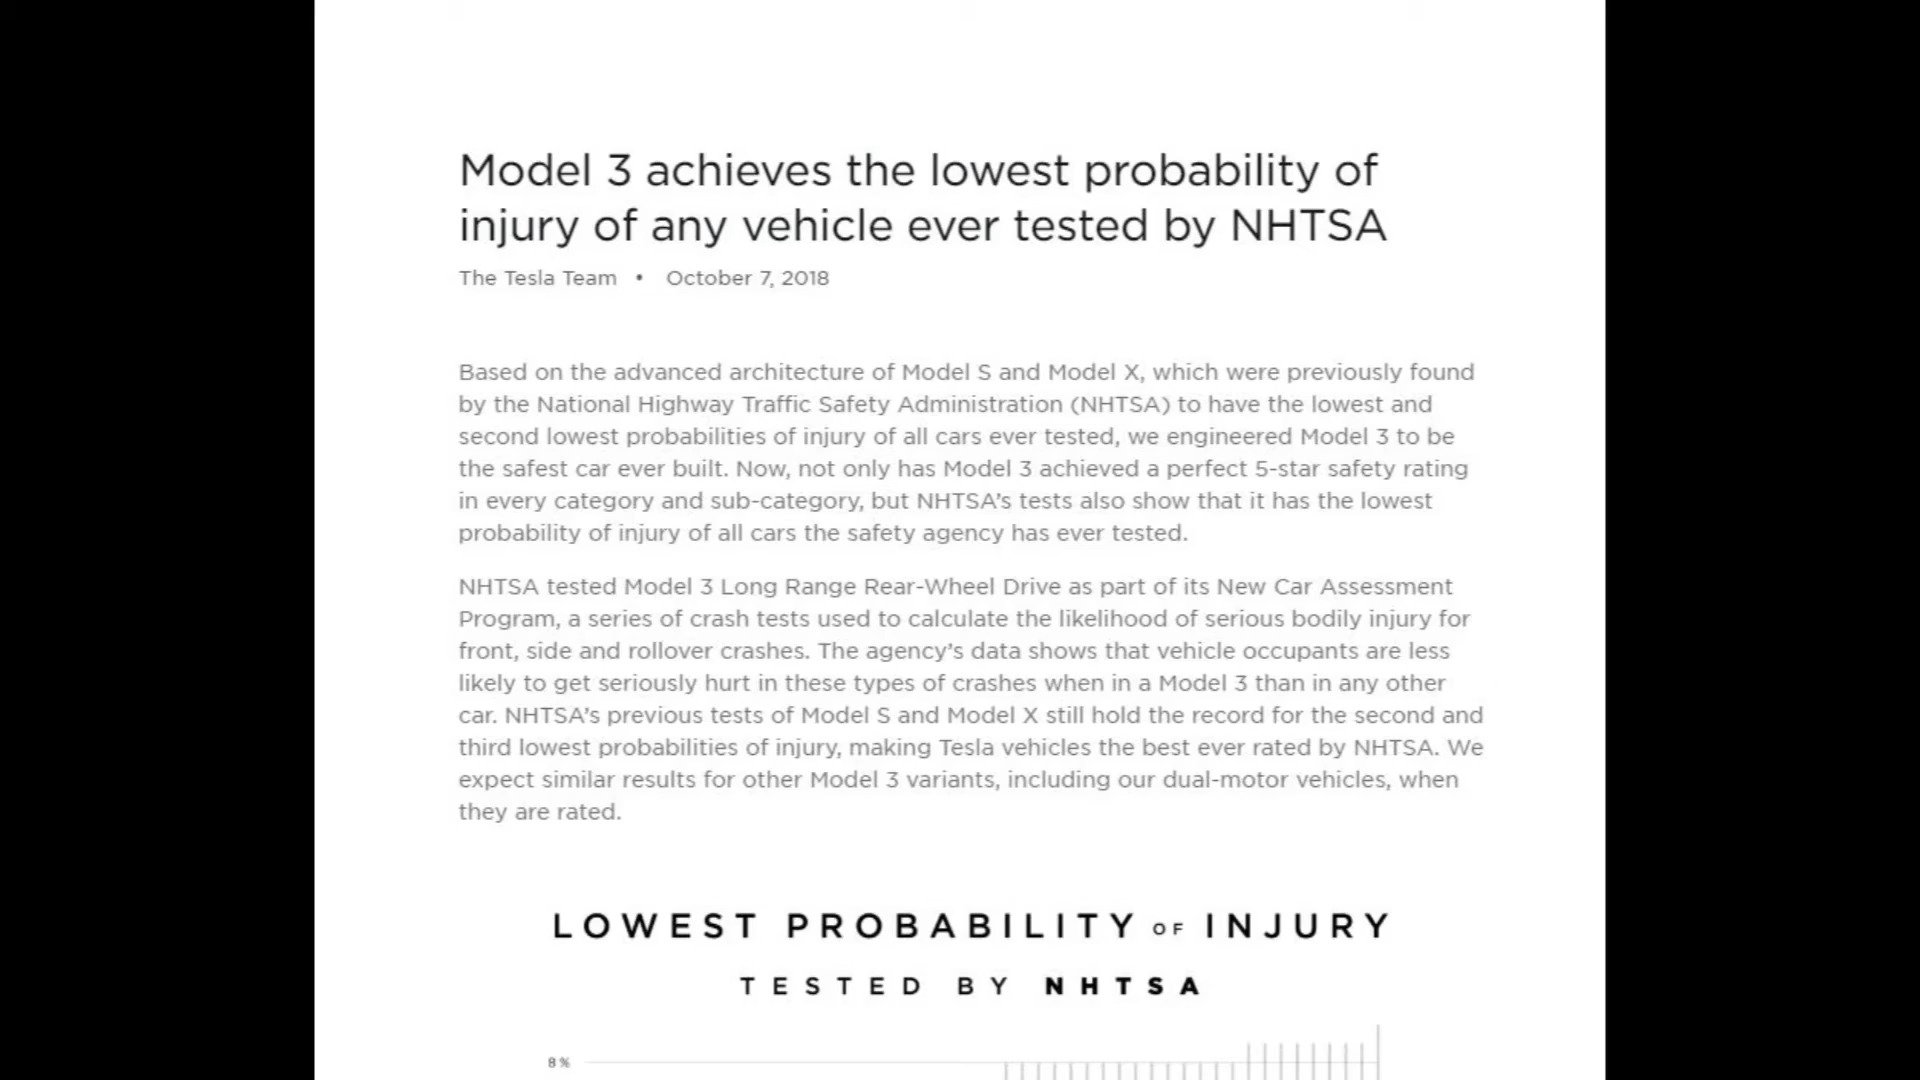 Model 3 achieves the lowest probability of
injury of any vehicle ever tested by NHTSA
The Tesla Team • October 7, 2018
Based on the advanced architecture of Model S and Model X, which were previously found
by the National Highway Traffic Safety Administration (NHTSA) to have the lowest and
second lowest probabilities of injury of all cars ever tested, we engineered Model 3 to be
the safest car ever built. Now, not only has Model 3 achieved a perfect 5-star safety rating
in every category and sub-category, but NHTSA’s tests also show that it has the lowest
probability of injury of all cars the safety agency has ever tested.
NHTSA tested Model 3 Long Range Rear-Wheel Drive as part of its New Car Assessment
Program, a series of crash tests used to calculate the likelihood of serious bodily injury for
front, side and rollover crashes. The agency’s data shows that vehicle occupants are less
likely to get seriously hurt in these types of crashes when in a Model 3 than in any other
car. NHTSA’s previous tests of Model S and Model X still hold the record for the second and
third lowest probabilities of injury, making Tesla vehicles the best ever rated by NHTSA. We
expect similar results for other Model 3 variants, including our dual-motor vehicles, when
they are rated.
LOWEST PROBABILITY OF INJURY
TESTED BY NHTSA
8%